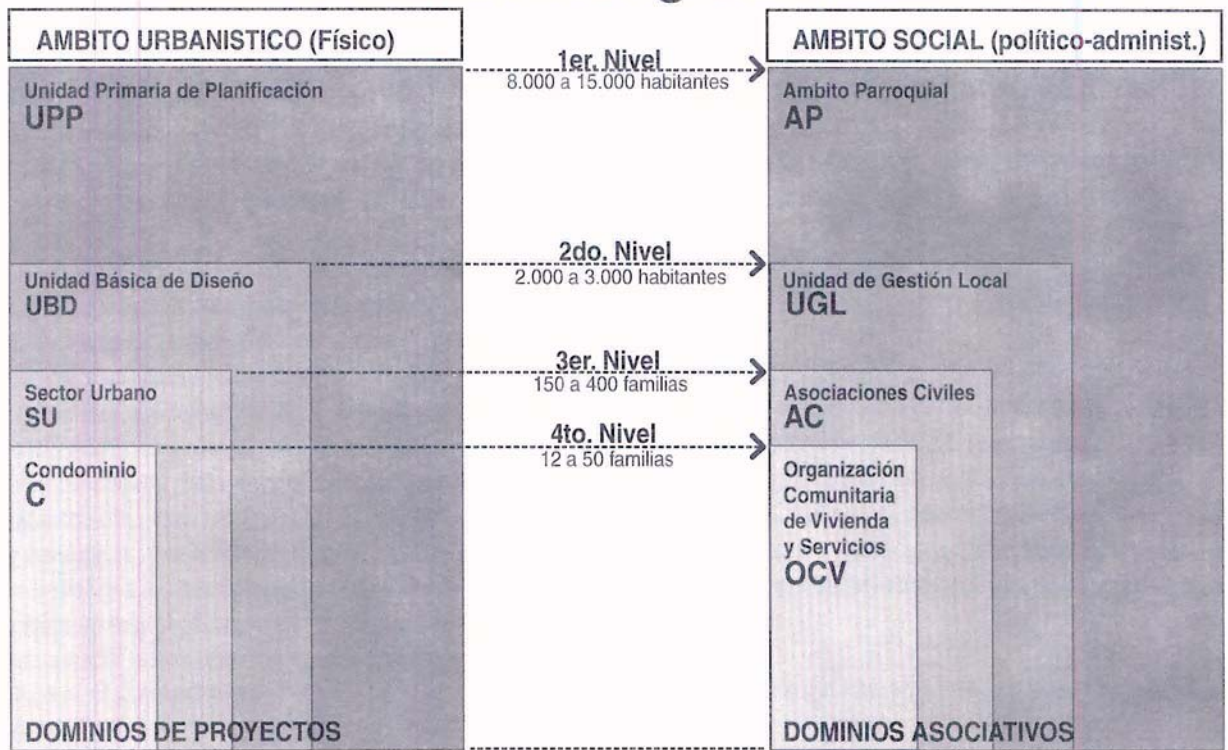 AMBITO URBANISTICO (Físico)
Unidad Primaria de Planificación
UPP
Unidad Básica de Diseño
UBD
Sector Urbano
SU
Condominio
C
DOMINIOS DE PROYECTOS
1er. Nivel
8.000 a 15.000 habitantes
2do. Nivel
2.000 a 3.000 habitantes
3er. Nivel
150 a 400 familias
4to. Nivel
12 a 50 familias
AMBITO SOCIAL (político-administ.)
Ambito Parroquial
AP
Unidad de Gestión Local
UGL
Asociaciones Civiles
AC
Organización
Comunitaria
de Vivienda
y Servicios
OCV
DOMINIOS ASOCIATIVOS